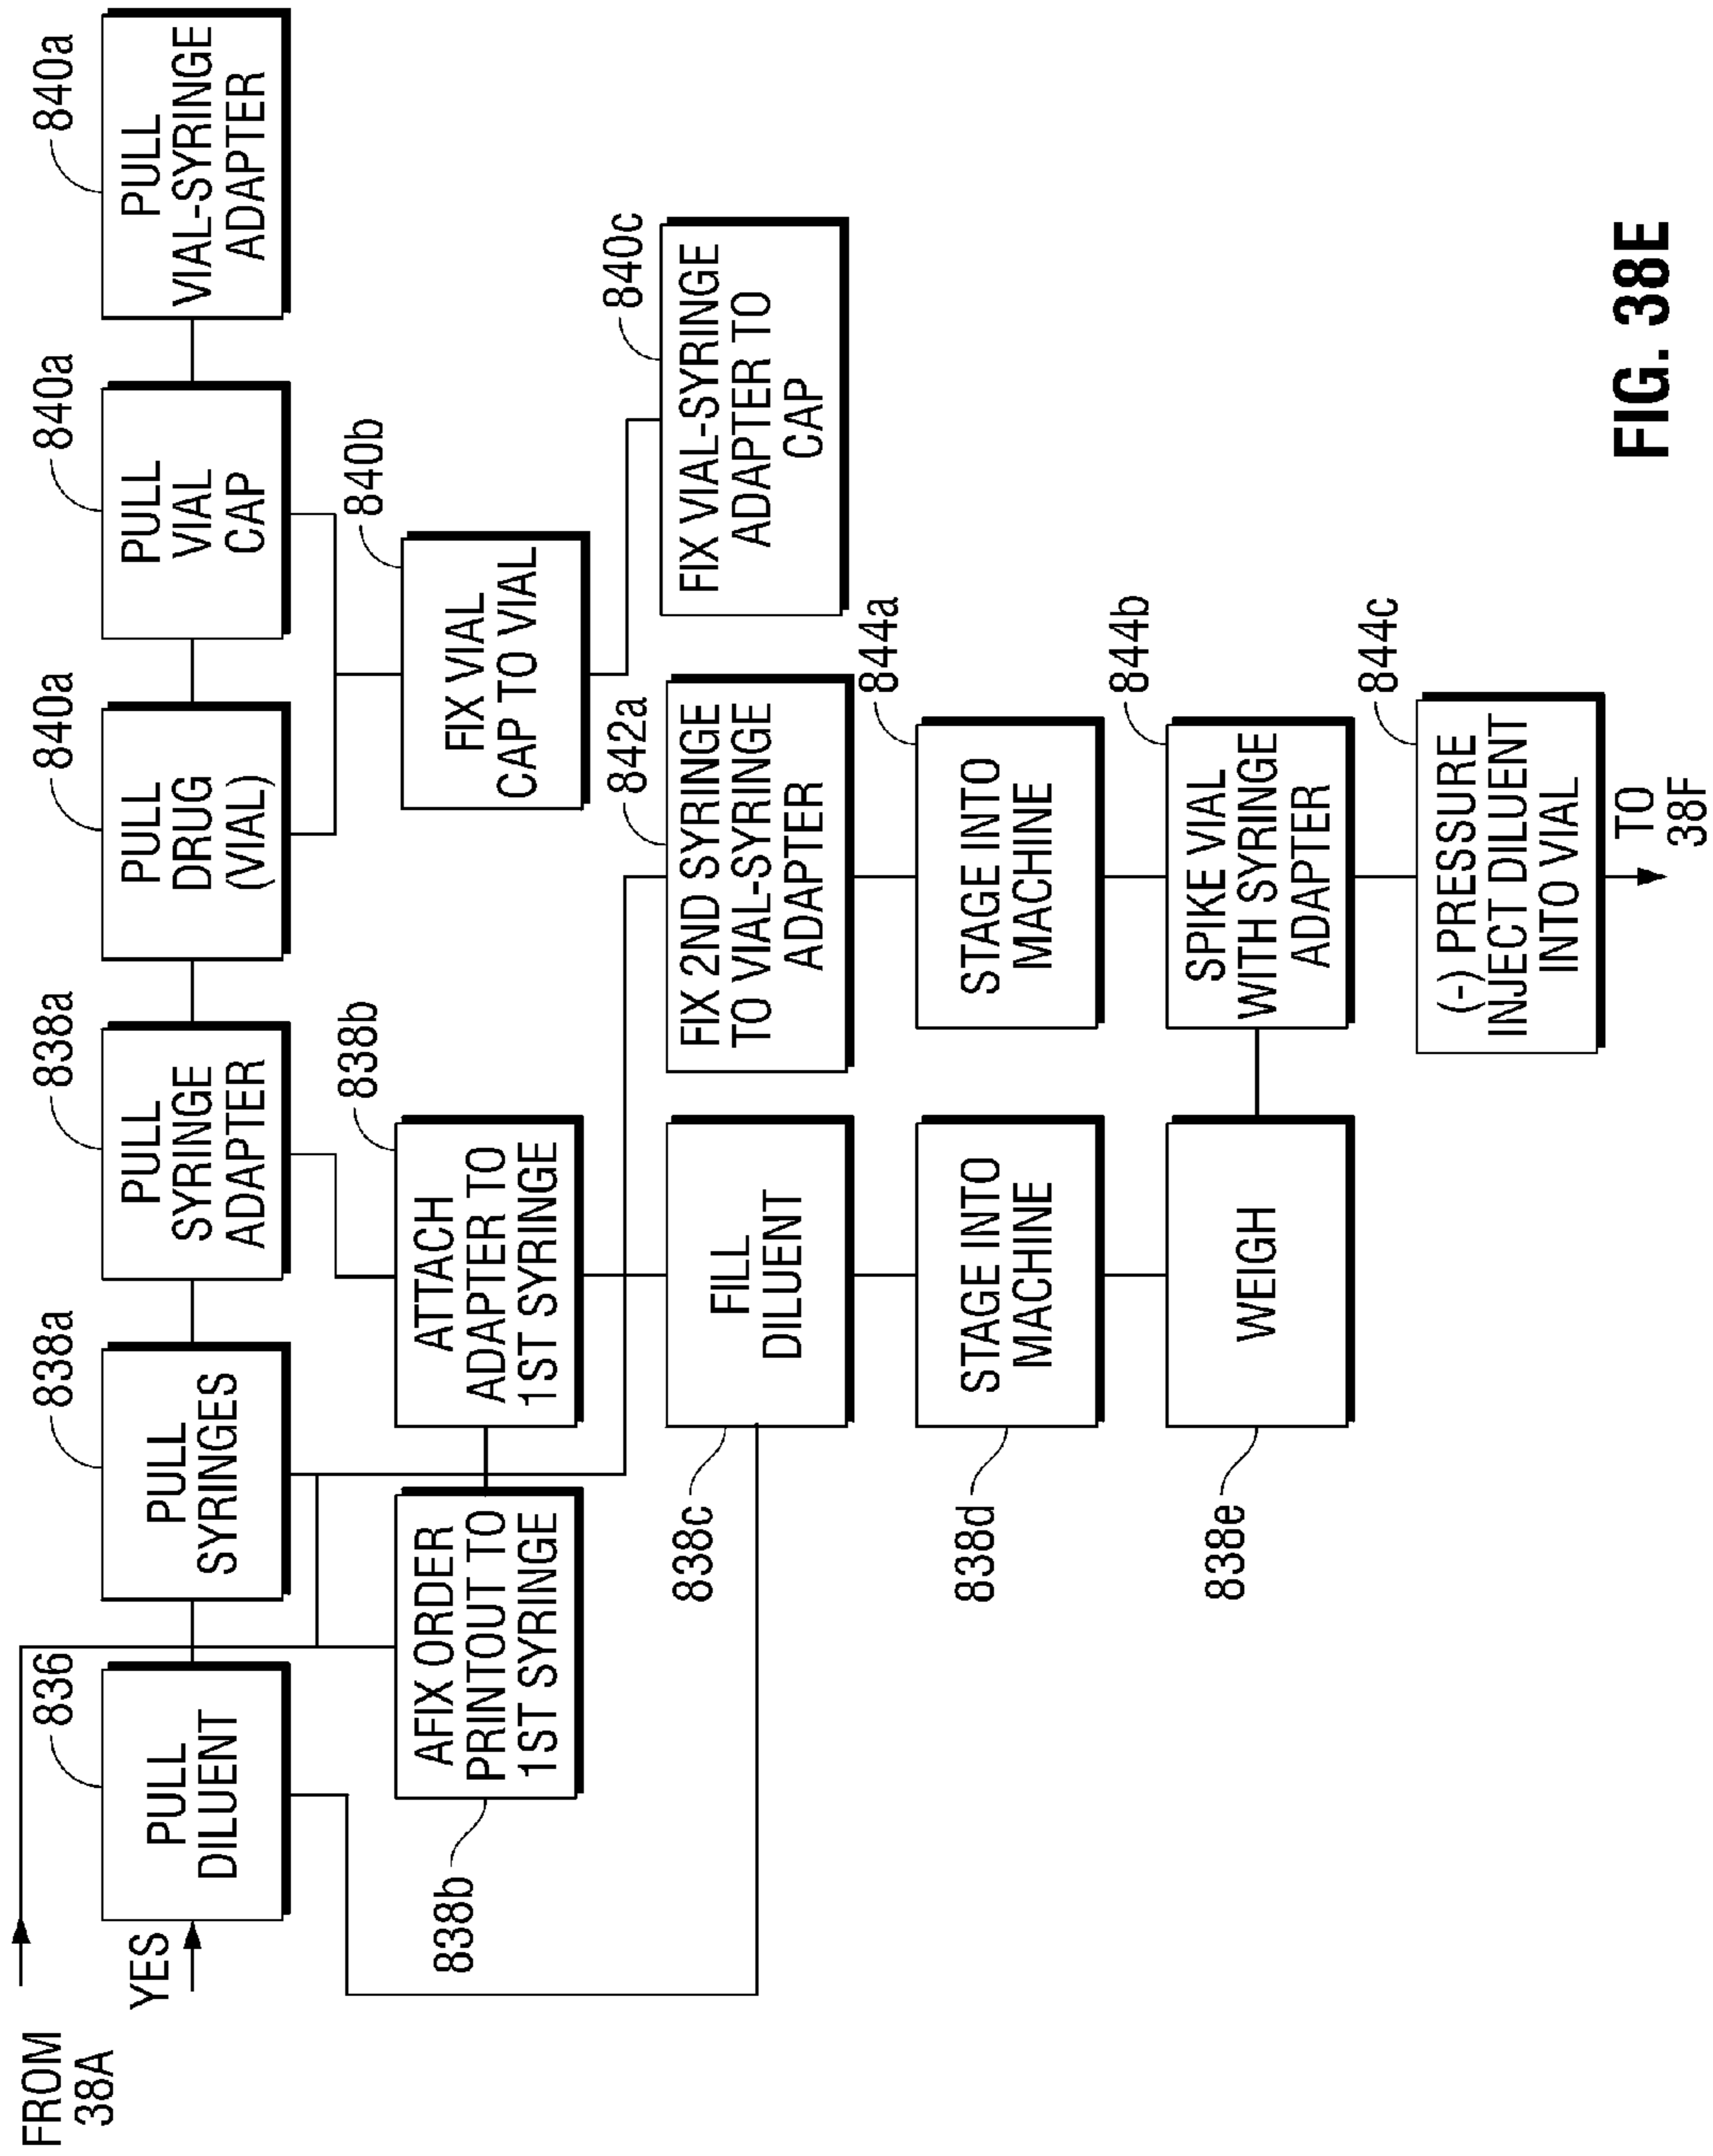 FROM
38A
YES
836
PULL
DILUENT
838a
PULL
SYRINGES
838a
PULL
SYRINGE
ADAPTER
840a
PULL
DRUG
(VIAL)
840a
PULL
VIAL
CAP
840a
PULL
VIAL-SYRINGE
ADAPTER
838b
AFIX ORDER
PRINTOUT TO
1ST SYRINGE
838b
ATTACH
ADAPTER TO
1ST SYRINGE
840b
FIX VIAL
CAP TO VIAL
838c
FILL
DILUENT
842a
FIX 2ND SYRINGE
TO VIAL-SYRINGE
ADAPTER
840c
FIX VIAL-SYRINGE
ADAPTER TO
CAP
838d
STAGE INTO
MACHINE
844a
STAGE INTO
MACHINE
838e
WEIGH
844b
SPIKE VIAL
WITH SYRINGE
ADAPTER
844c
(-) PRESSURE
INJECT DILUENT
INTO VIAL
TO
38F
FIG. 38E